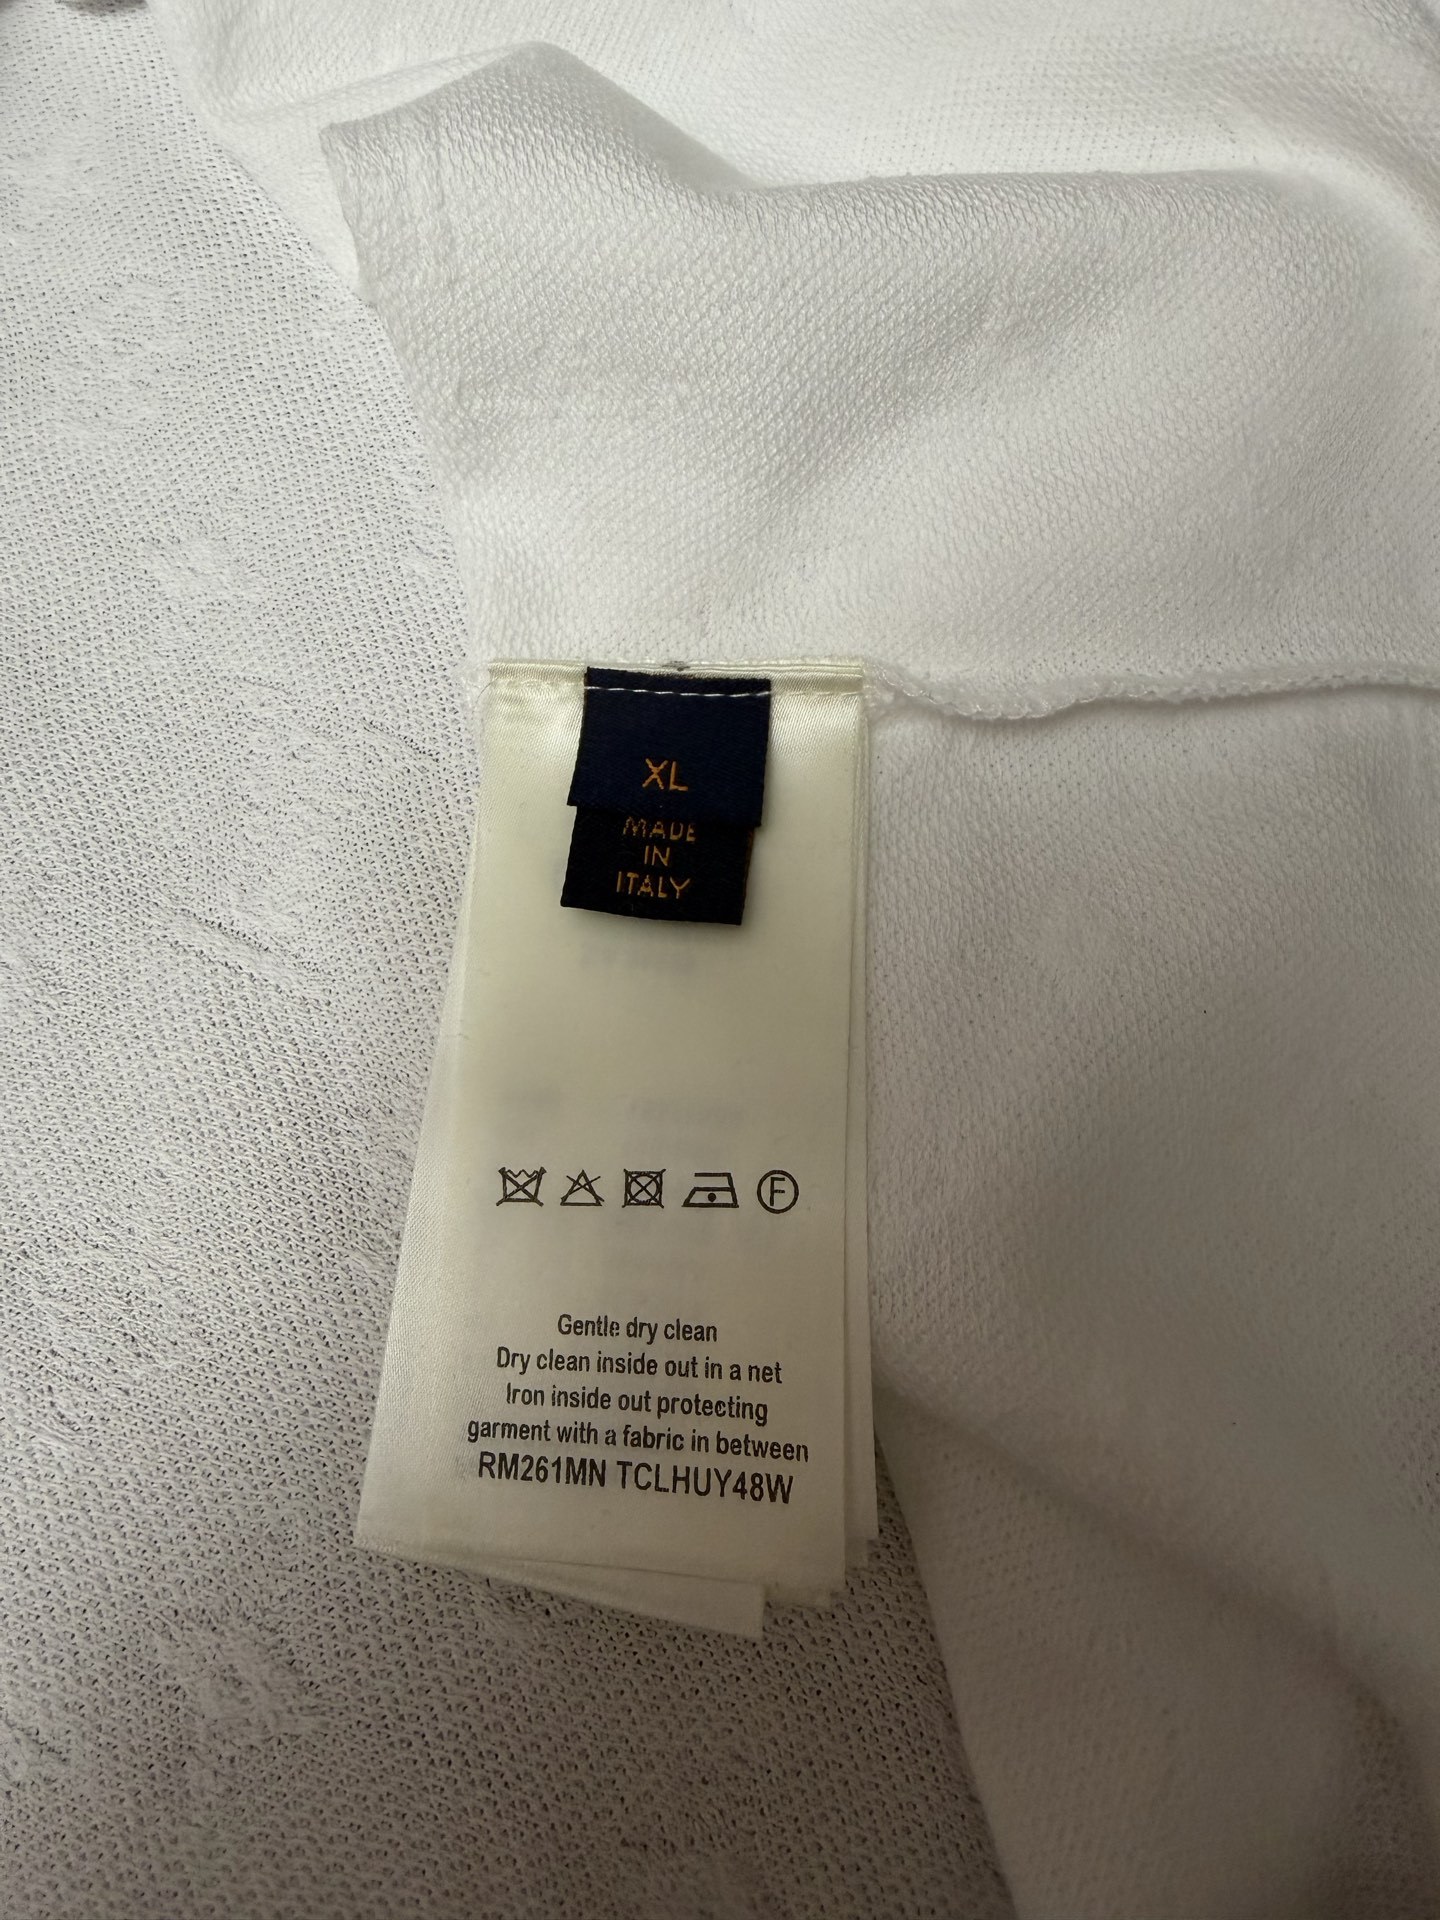 XL
MADE
IN
ITALY
F
Gentle dry clean
Dry clean inside out in a net
Iron inside out protecting
garment with a fabric in between
RM261MN TCLHUY48W